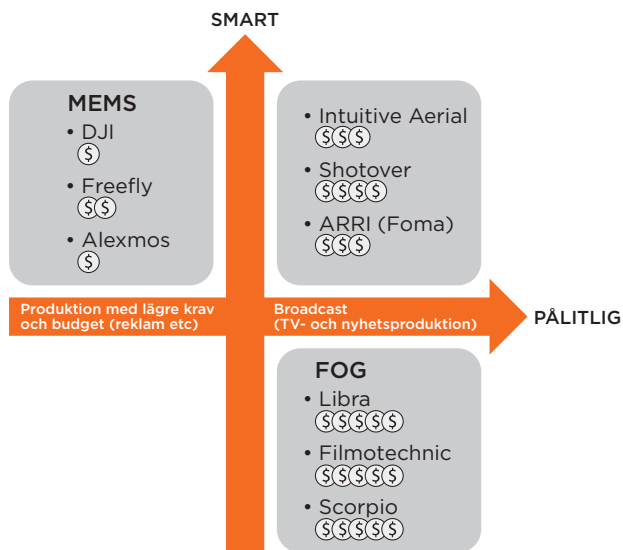 SMART
MEMS
• DJI
$
• Freefly
$$
• Alexmos
$
• Intuitive Aerial
$$$
• Shotover
$$$$
• ARRI (Foma)
$$$
Produktion med lägre krav
och budget (reklam etc)
Broadcast
(TV- och nyhetsproduktion)
PÅLITLIG
FOG
• Libra
$$$$$
• Filmotechnic
$$$$$
• Scorpio
$$$$$